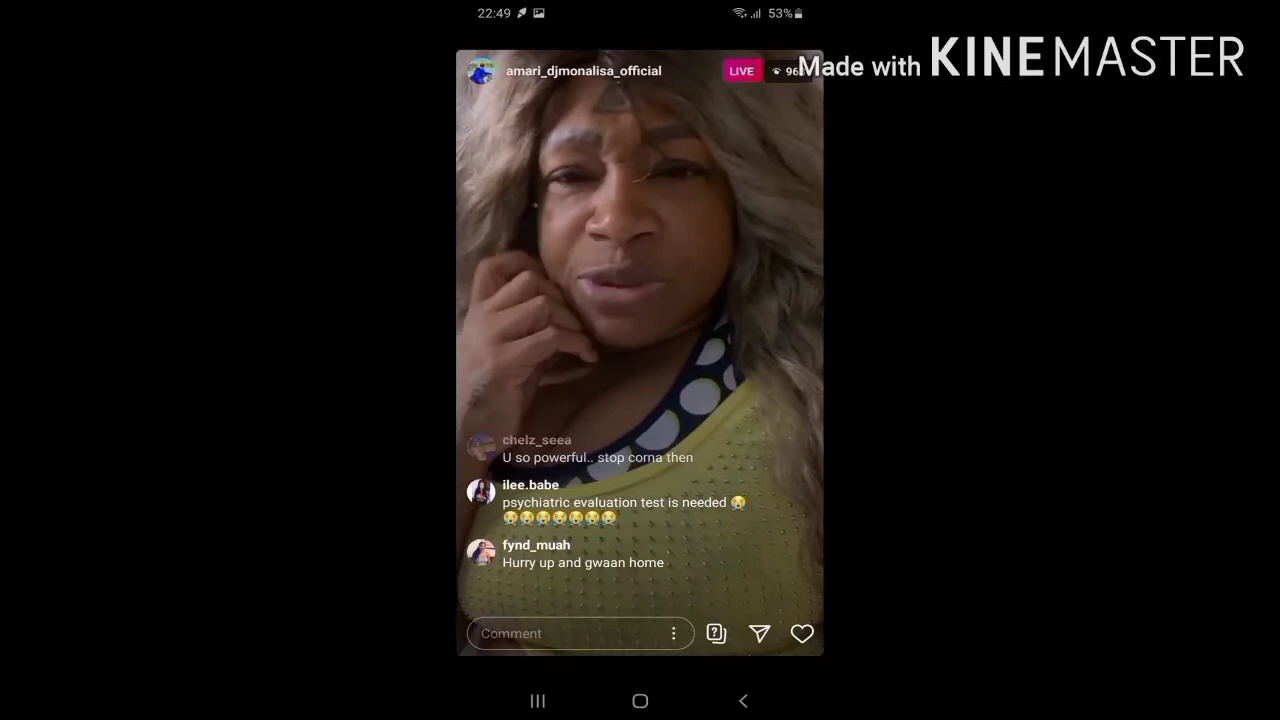 22:49
53%
Made with KINEMASTER
amari_djmonalisa_official
LIVE
chelz_seea
U so powerful.. stop corna then
ilee.babe
psychiatric evaluation test is needed 😭
😭😭😭😭😭😭😭
fynd_muah
Hurry up and gwaan home
Comment